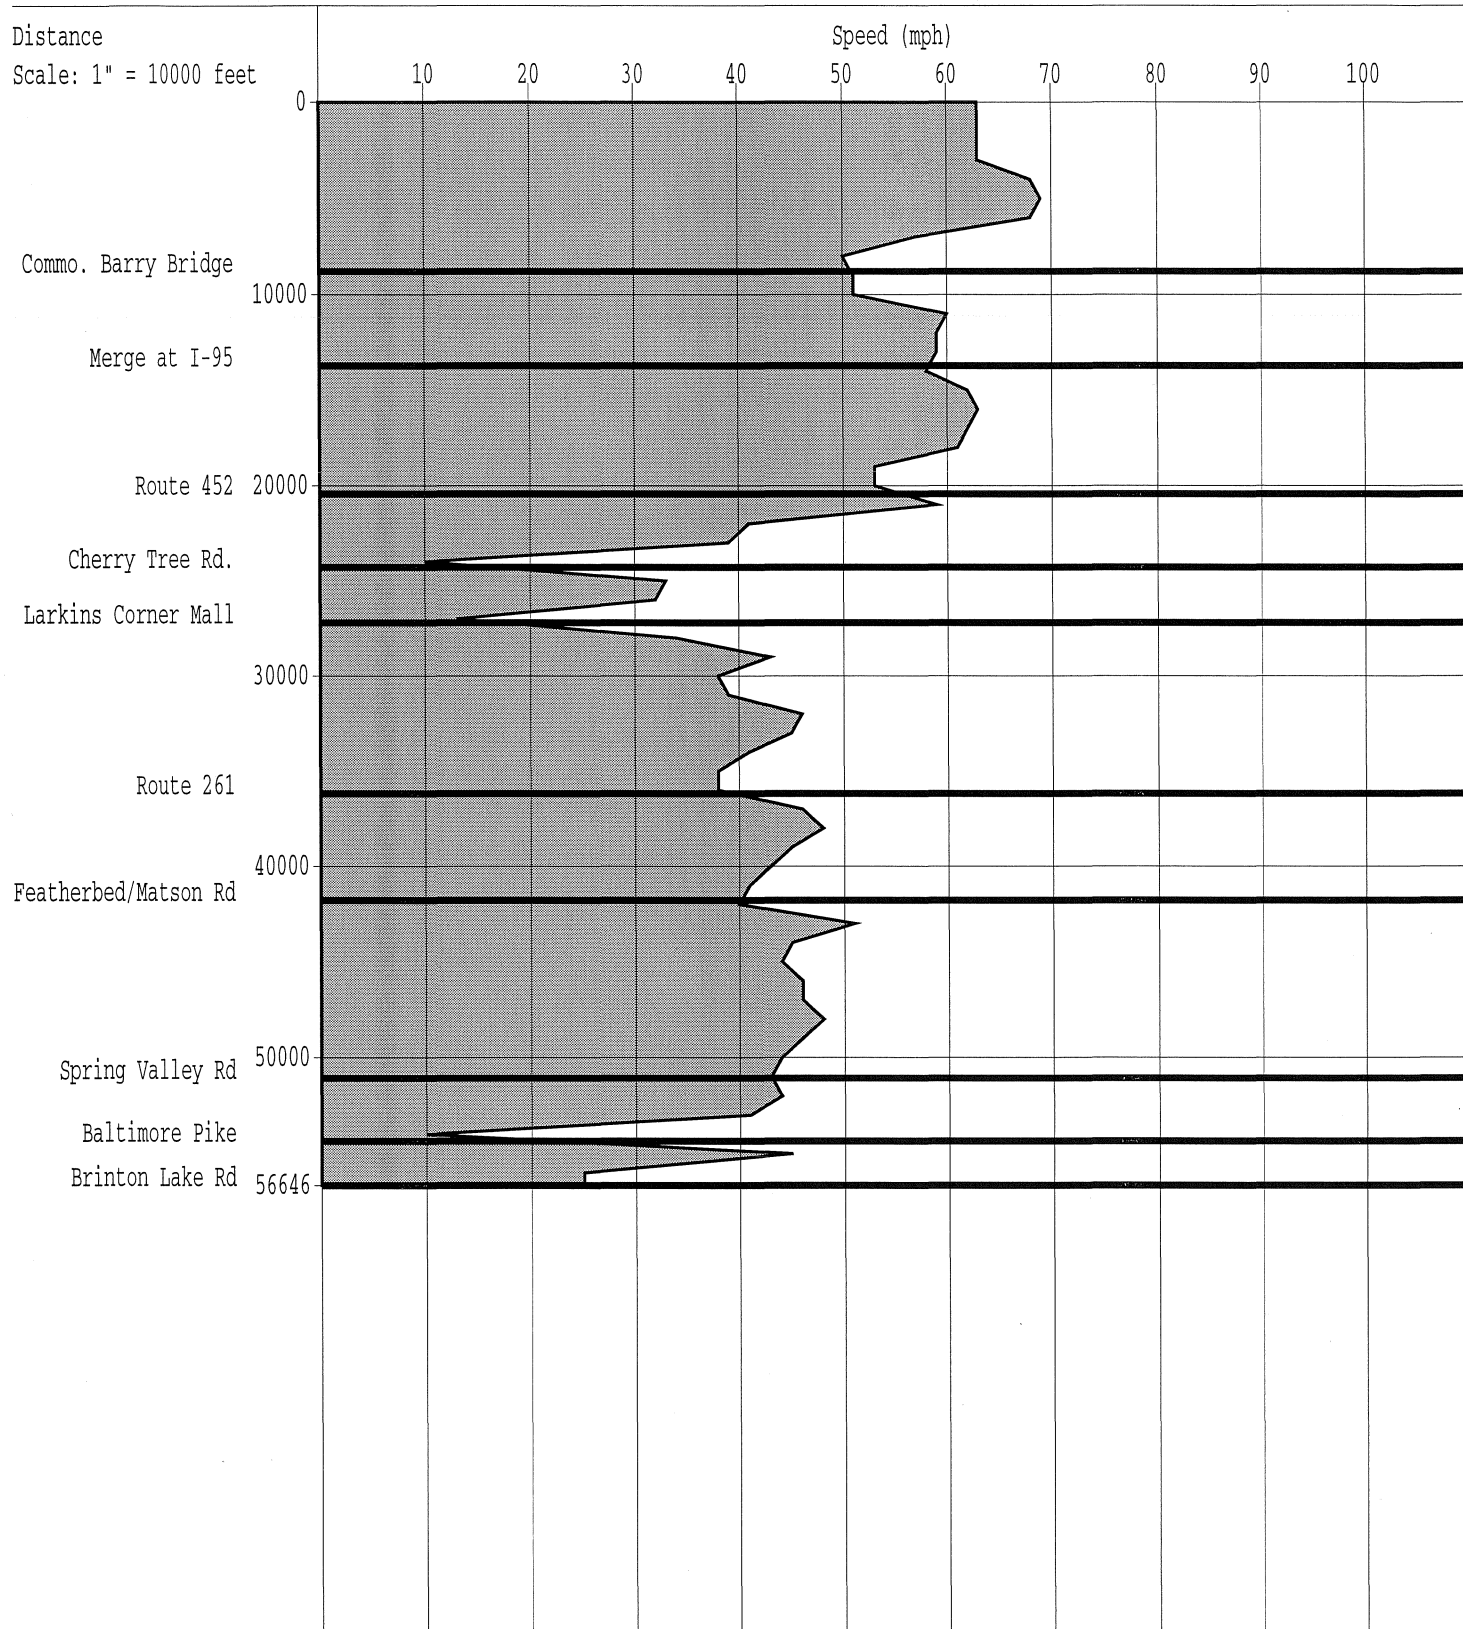 Distance Speed (mph)
Scale: 1" = 10000 feet 10 20 30 40 50 60 70 80 90 100
0
Commo. Barry Bridge
10000
Merge at I-95
Route 452 20000
Cherry Tree Rd.
Larkins Corner Mall
30000
Route 261
40000
Featherbed/Matson Rd
50000
Spring Valley Rd
Baltimore Pike
Brinton Lake Rd 56646